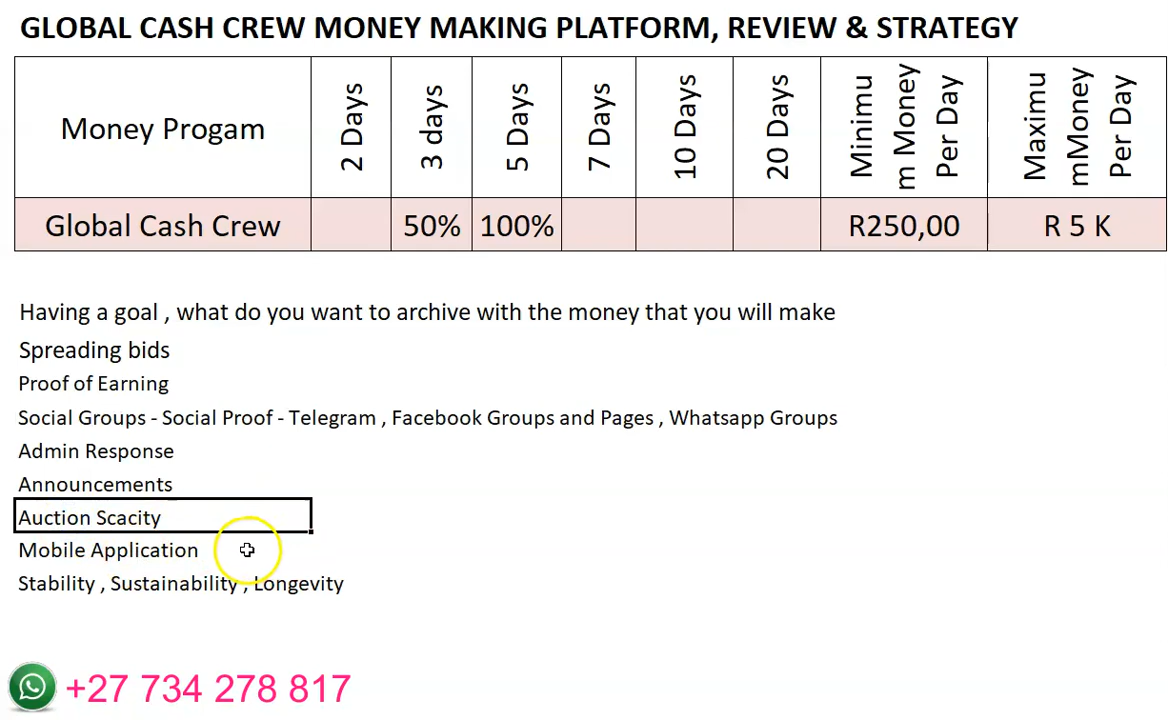 GLOBAL CASH CREW MONEY MAKING PLATFORM, REVIEW & STRATEGY
Money Progam
2 Days
3 days
5 Days
7 Days
10 Days
20 Days
Minimu
m Money
Per Day
Maximu
mMoney
Per Day
Global Cash Crew
50%
100%
R250,00
R 5 K
Having a goal , what do you want to archive with the money that you will make
Spreading bids
Proof of Earning
Social Groups - Social Proof - Telegram , Facebook Groups and Pages , Whatsapp Groups
Admin Response
Announcements
Auction Scacity
Mobile Application
Stability , Sustainability , Longevity
+27 734 278 817